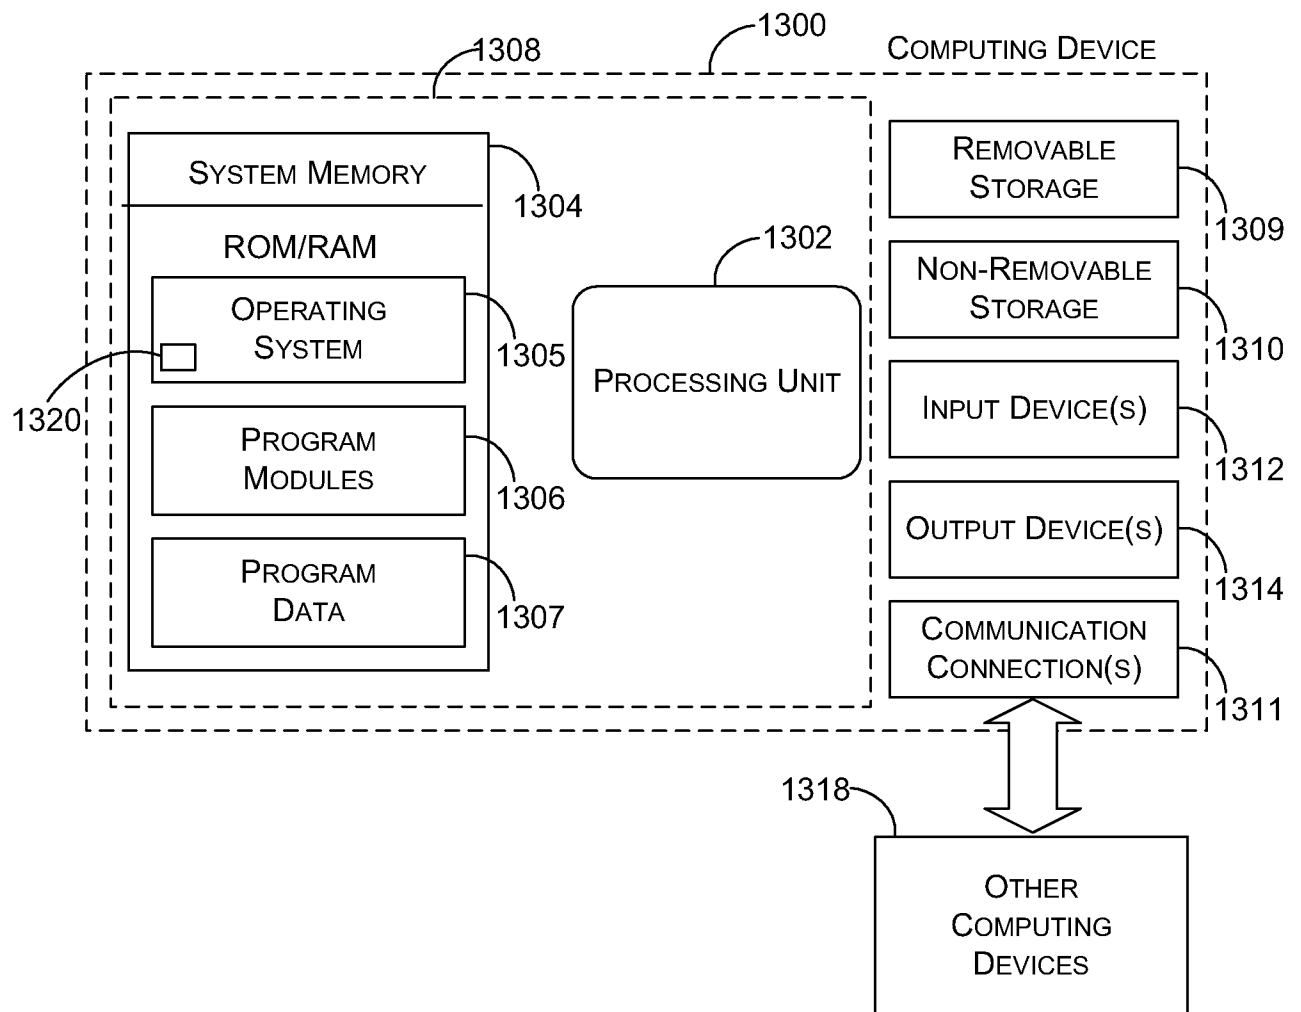 1300
COMPUTING DEVICE
1308
SYSTEM MEMORY
1304
ROM/RAM
OPERATING
SYSTEM
1305
1320
PROGRAM
MODULES
1306
PROGRAM
DATA
1307
1302
PROCESSING UNIT
REMOVABLE
STORAGE
1309
NON-REMOVABLE
STORAGE
1310
INPUT DEVICE(S)
1312
OUTPUT DEVICE(S)
1314
COMMUNICATION
CONNECTION(S)
1311
1318
OTHER
COMPUTING
DEVICES